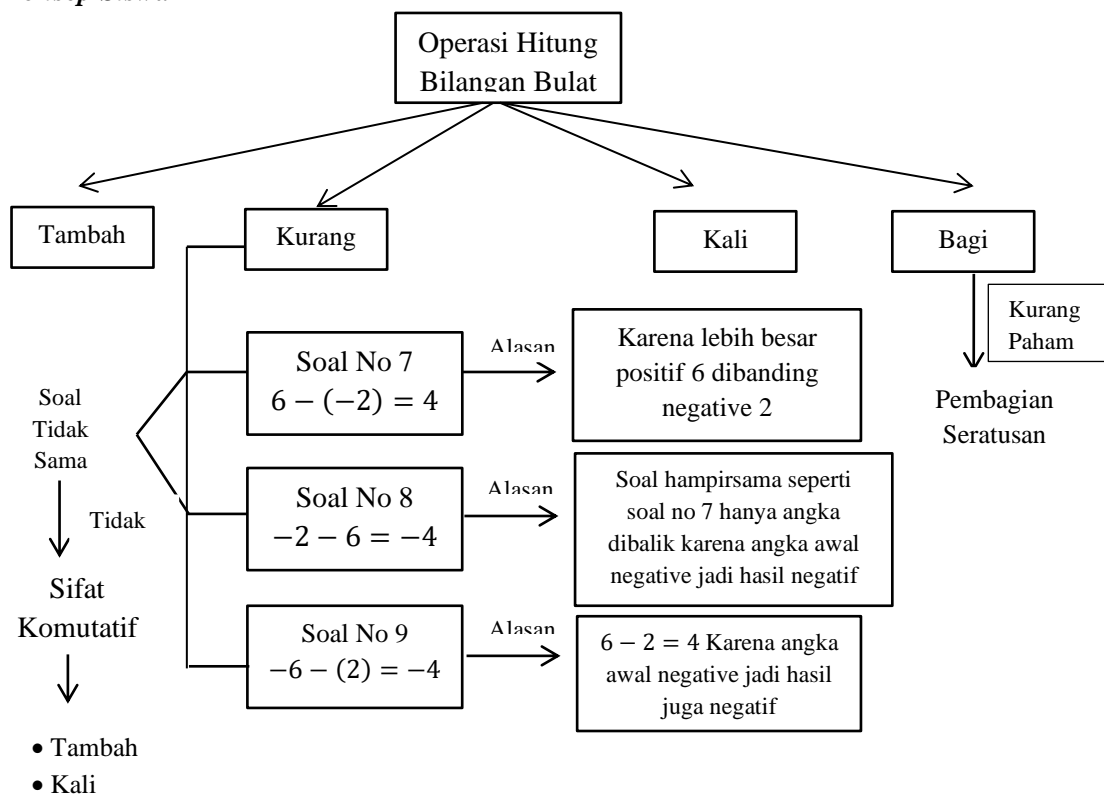 Operasi Hitung
Bilangan Bulat
Tambah
Kurang
Kali
Bagi
Kurang
Paham
Pembagian
Seratusan
Soal No 7
6 − (−2) = 4
Alasan
Karena lebih besar
positif 6 dibanding
negative 2
Soal
Tidak
Sama
Soal No 8
−2 − 6 = −4
Alasan
Soal hampirsama seperti
soal no 7 hanya angka
dibalik karena angka awal
negative jadi hasil negatif
Tidak
Sifat
Komutatif
Soal No 9
−6 − (2) = −4
Alasan
6 − 2 = 4 Karena angka
awal negative jadi hasil
juga negatif
• Tambah
• Kali